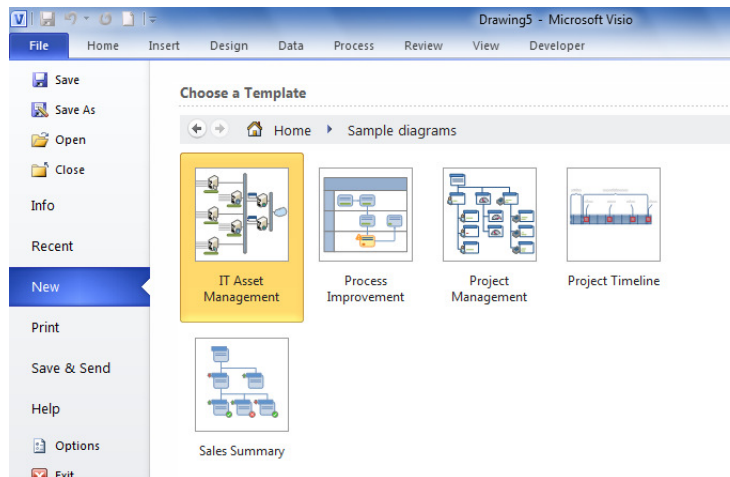 Drawing5 - Microsoft Visio
File Home Insert Design Data Process Review View Developer
Save
Save As
Open
Close
Info
Recent
New
Print
Save & Send
Help
Options
Exit
Choose a Template
Home Sample diagrams
IT Asset
Management
Process
Improvement
Project
Management
Project Timeline
Sales Summary